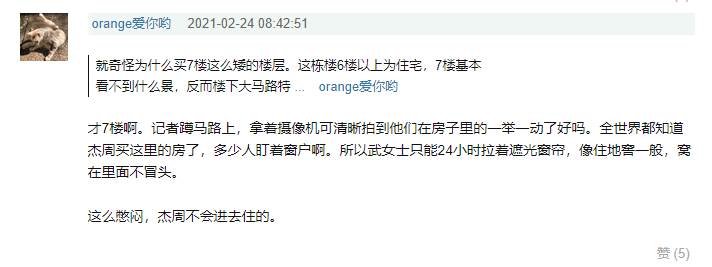 orange爱你哟 2021-02-24 08:42:51
就奇怪为什么买7楼这么矮的楼层。这栋楼6楼以上为住宅，7楼基本
看不到什么景，反而楼下大马路特 ... orange爱你哟
才7楼啊。记者蹲马路上，拿着摄像机可清晰拍到他们在房子里的一举一动了好吗。全世界都知道
杰周买这里的房了，多少人盯着窗户啊。所以武女士只能24小时拉着遮光窗帘，像住地窖一般，窝
在里面不冒头。
这么憋闷，杰周不会进去住的。
赞 (5)